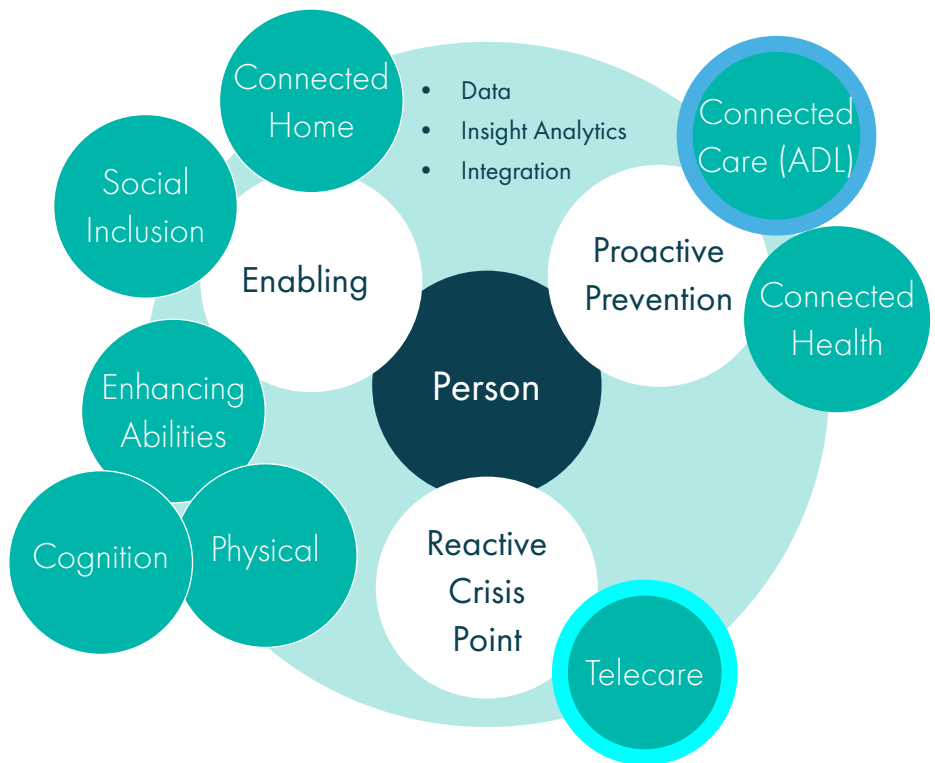 Connected
Home
• Data
• Insight Analytics
• Integration
Connected
Care (ADL)
Social
Inclusion
Enabling
Proactive
Prevention
Connected
Health
Person
Enhancing
Abilities
Cognition
Physical
Reactive
Crisis
Point
Telecare